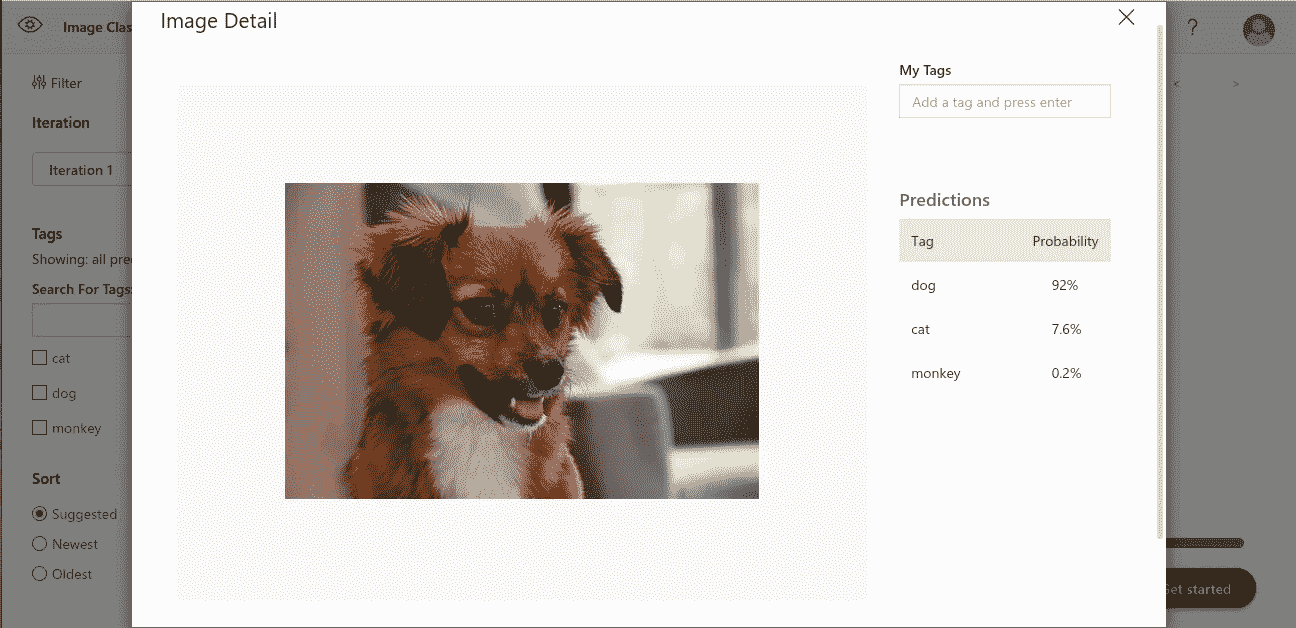 Image Clas
?
Filter
Iteration
Iteration 1
Tags
Showing: all pre
Search For Tags:
cat
dog
monkey
Sort
Suggested
Newest
Oldest
Image Detail
My Tags
Add a tag and press enter
Predictions
Tag Probability
dog 92%
cat 7.6%
monkey 0.2%
< >
Get started